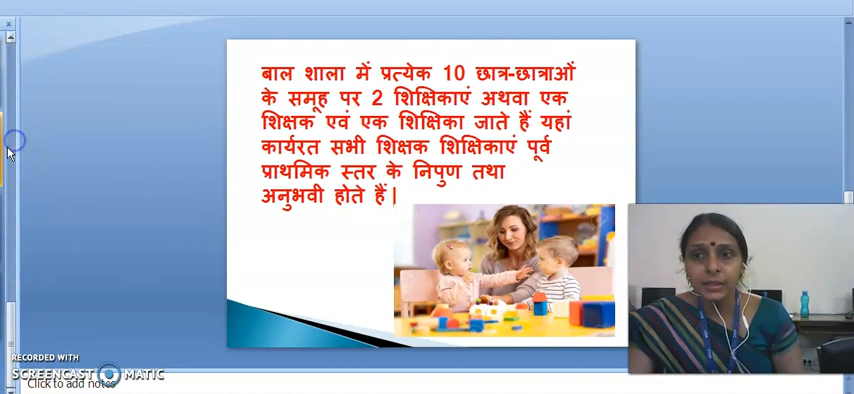 बाल शाला में प्रत्येक 10 छात्र-छात्राओं
के समूह पर 2 शिक्षिकाएं अथवा एक
शिक्षक एवं एक शिक्षिका जाते हैं यहां
कार्यरत सभी शिक्षक शिक्षिकाएं पूर्व
प्राथमिक स्तर के निपुण तथा
अनुभवी होते हैं |
RECORDED WITH
SCREENCAST MATIC
Click to add notes